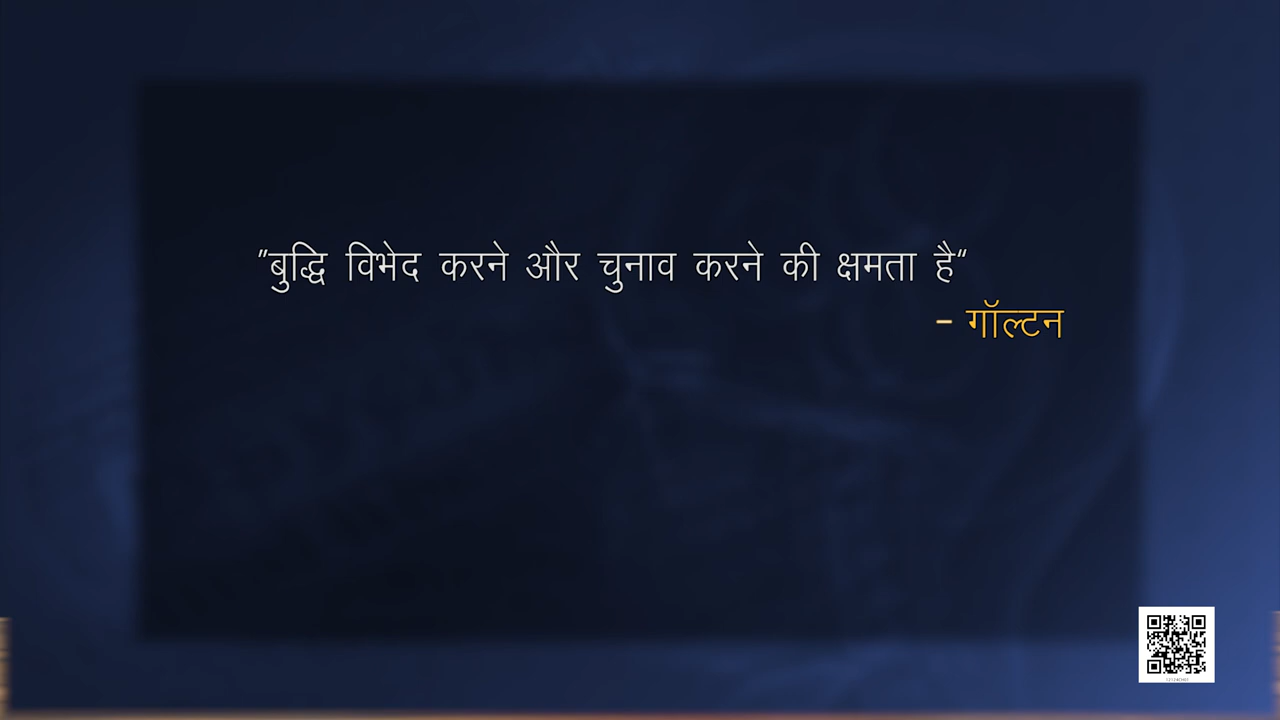 "बुद्धि विभेद करने और चुनाव करने की क्षमता है"
- गॉल्टन